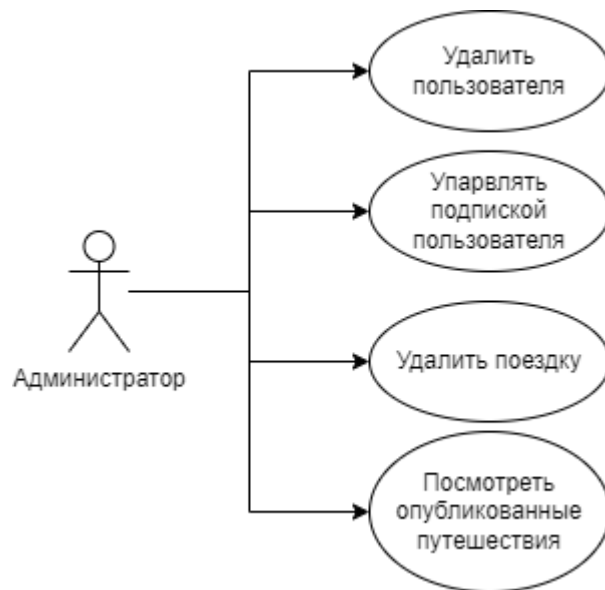 Удалить
пользователя
Упарвлять
подпиской
пользователя
Администратор
Удалить поездку
Посмотреть
опубликованные
путешествия